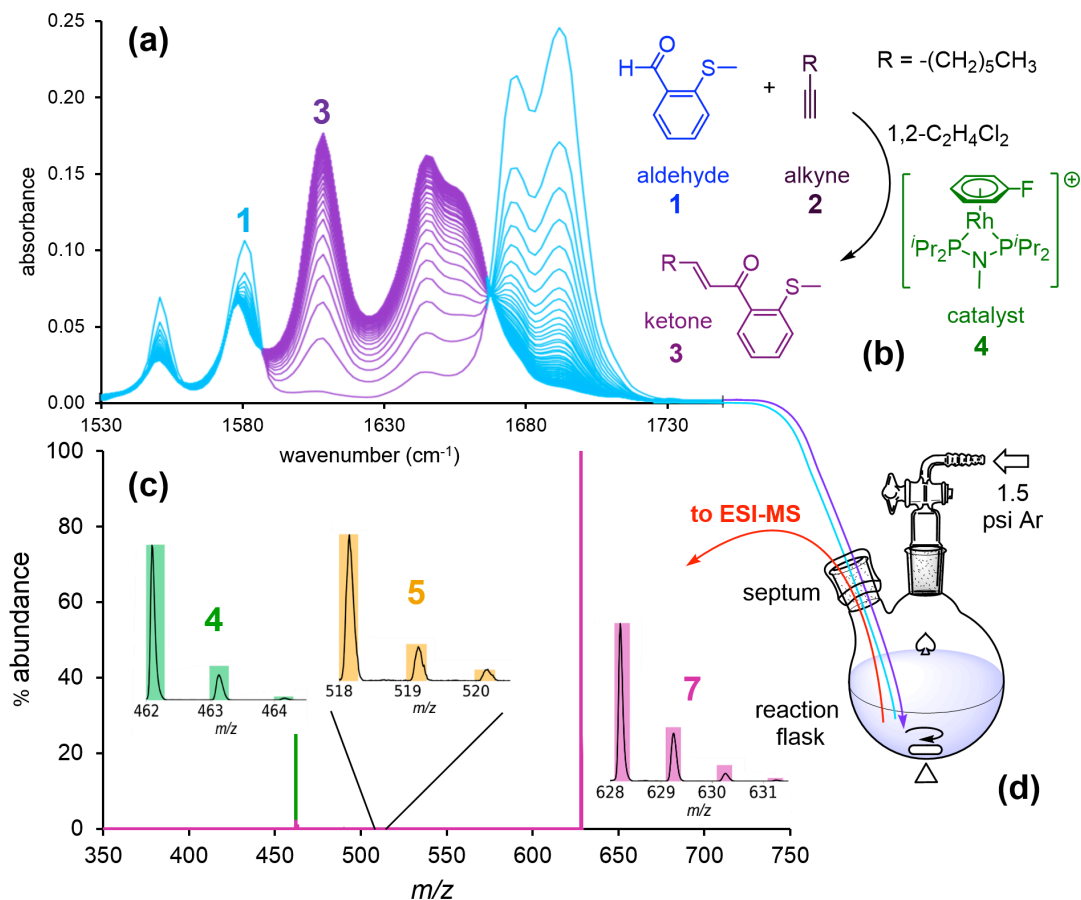 (a)
0.25
0.20
0.15
0.10
0.05
0.00
absorbance
1530
1580
1630
1680
1730
wavenumber (cm-1)
1
3
H
O
S
R
+
R = -(CH2)5CH3
1,2-C2H4Cl2
aldehyde
1
alkyne
2
F
Rh
iPr2P
PiPr2
N
⊕
catalyst
4
R
O
S
ketone
3
(b)
(c)
100
80
60
40
20
0
% abundance
350
400
450
500
550
600
650
700
750
m/z
4
462
463
464
m/z
5
518
519
520
m/z
7
628
629
630
631
m/z
to ESI-MS
septum
1.5
psi Ar
reaction
flask
(d)